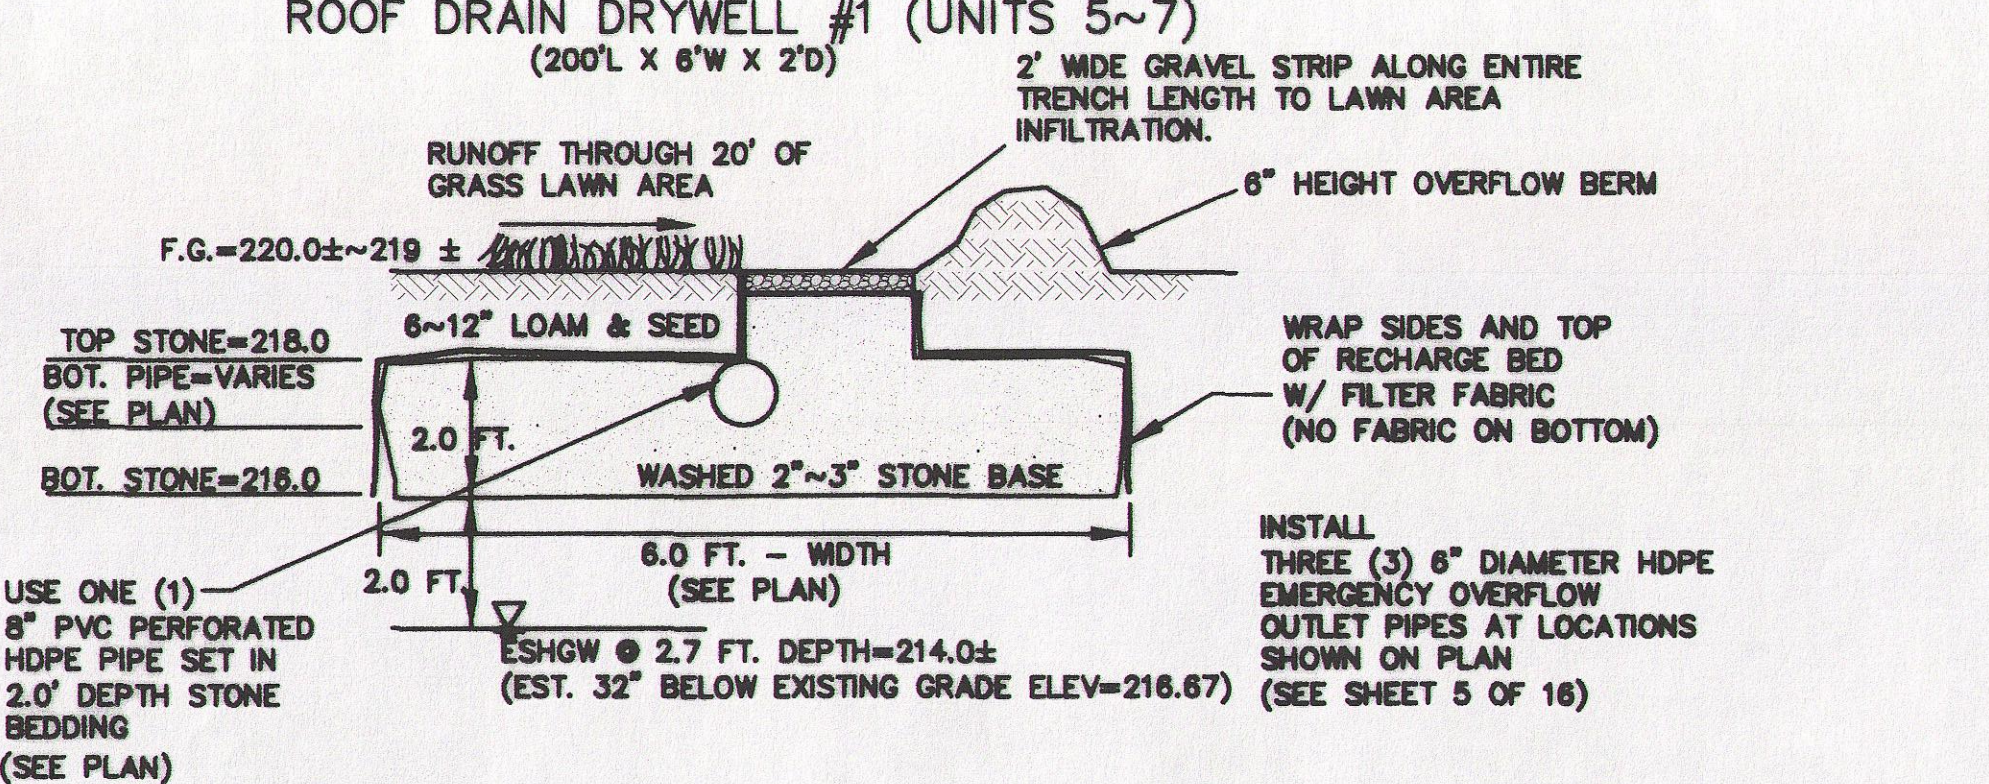 ROOF DRAIN DRYWELL #1 (UNITS 5~7)
(200'L X 6'W X 2'D)
2' WIDE GRAVEL STRIP ALONG ENTIRE
TRENCH LENGTH TO LAWN AREA
INFILTRATION.
RUNOFF THROUGH 20' OF
GRASS LAWN AREA
6" HEIGHT OVERFLOW BERM
F.G.=220.0±~219 ±
6~12" LOAM & SEED
TOP STONE=218.0
BOT. PIPE=VARIES
(SEE PLAN)
BOT. STONE=216.0
WRAP SIDES AND TOP
OF RECHARGE BED
W/ FILTER FABRIC
(NO FABRIC ON BOTTOM)
2.0 FT.
WASHED 2"~3" STONE BASE
6.0 FT. - WIDTH
(SEE PLAN)
2.0 FT.
USE ONE (1)
8" PVC PERFORATED
HDPE PIPE SET IN
2.0' DEPTH STONE
BEDDING
(SEE PLAN)
ESHGW @ 2.7 FT. DEPTH=214.0±
(EST. 32" BELOW EXISTING GRADE ELEV=216.67)
INSTALL
THREE (3) 6" DIAMETER HDPE
EMERGENCY OVERFLOW
OUTLET PIPES AT LOCATIONS
SHOWN ON PLAN
(SEE SHEET 5 OF 16)